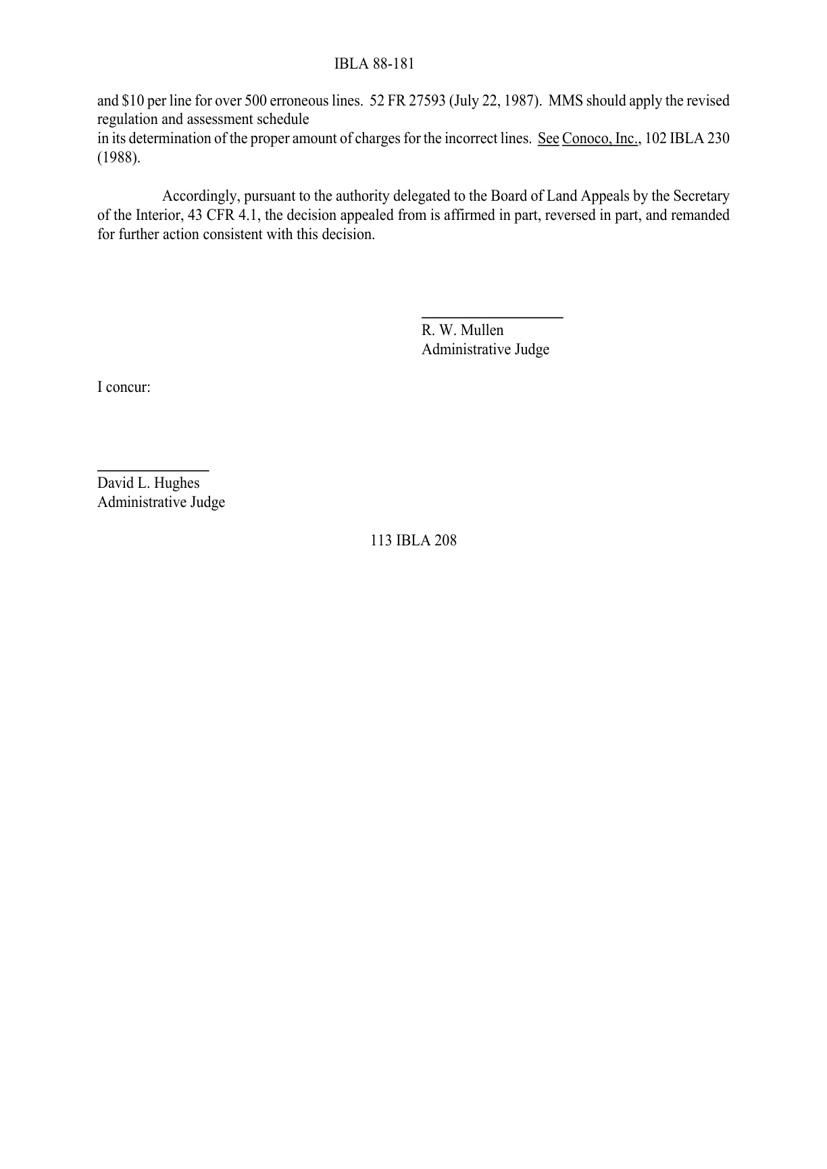 IBLA 88-181
and $10 per line for over 500 erroneous lines.  52 FR 27593 (July 22, 1987).  MMS should apply the revised
regulation and assessment schedule
in its determination of the proper amount of charges for the incorrect lines.  See Conoco, Inc., 102 IBLA 230
(1988).
Accordingly, pursuant to the authority delegated to the Board of Land Appeals by the Secretary
of the Interior, 43 CFR 4.1, the decision appealed from is affirmed in part, reversed in part, and remanded
for further action consistent with this decision.
R. W. Mullen
Administrative Judge
I concur:
David L. Hughes
Administrative Judge
113 IBLA 208